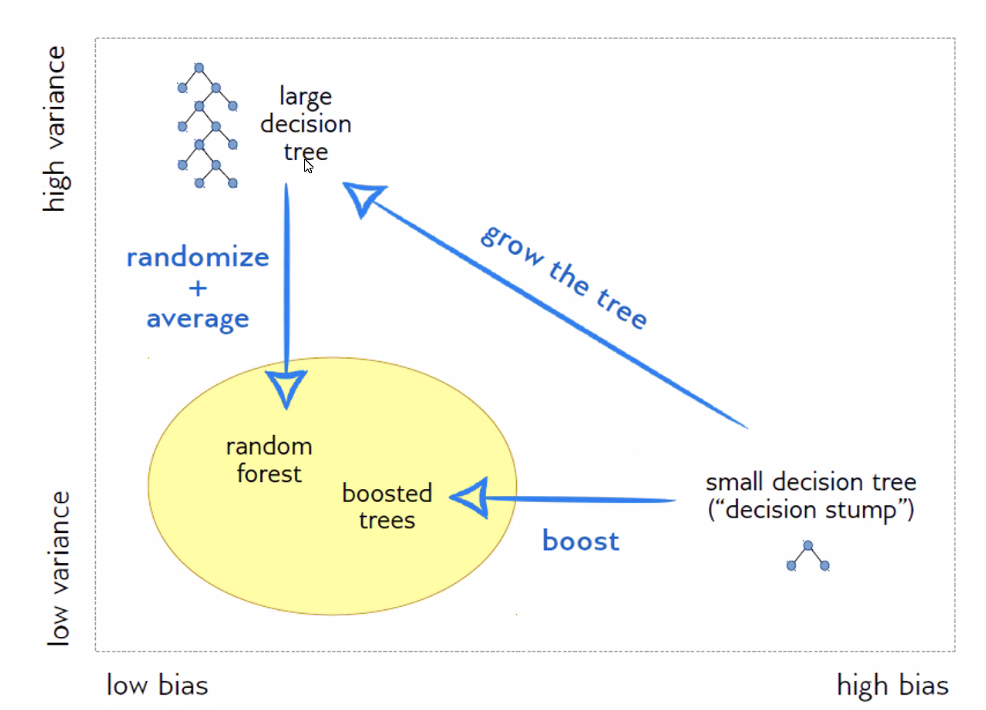 high variance
large
decision
tree
randomize
+
average
grow the tree
random
forest
boosted
trees
boost
small decision tree
(“decision stump”)
low variance
low bias
high bias